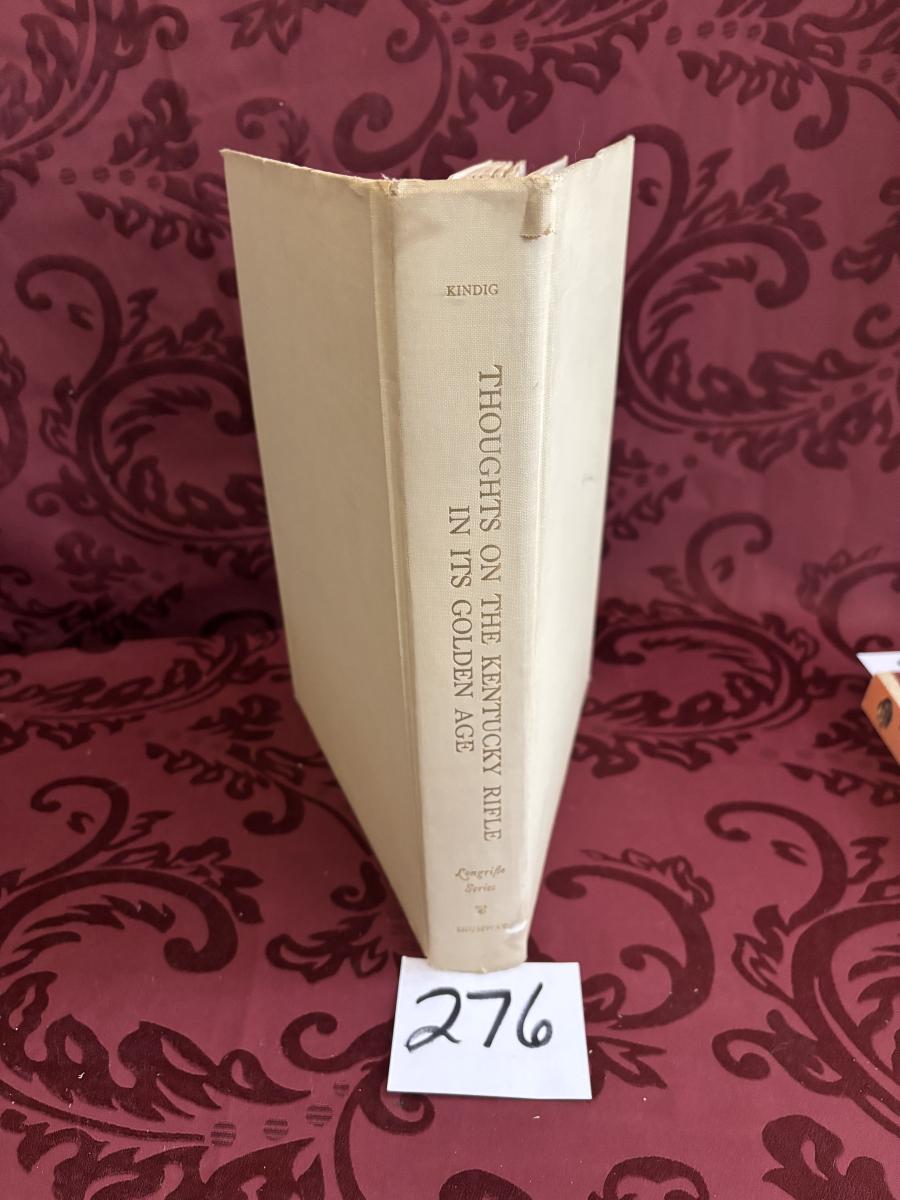 KINDIG
THOUGHTS ON THE KENTUCKY RIFLE
IN ITS GOLDEN AGE
Longrifle
Series
276